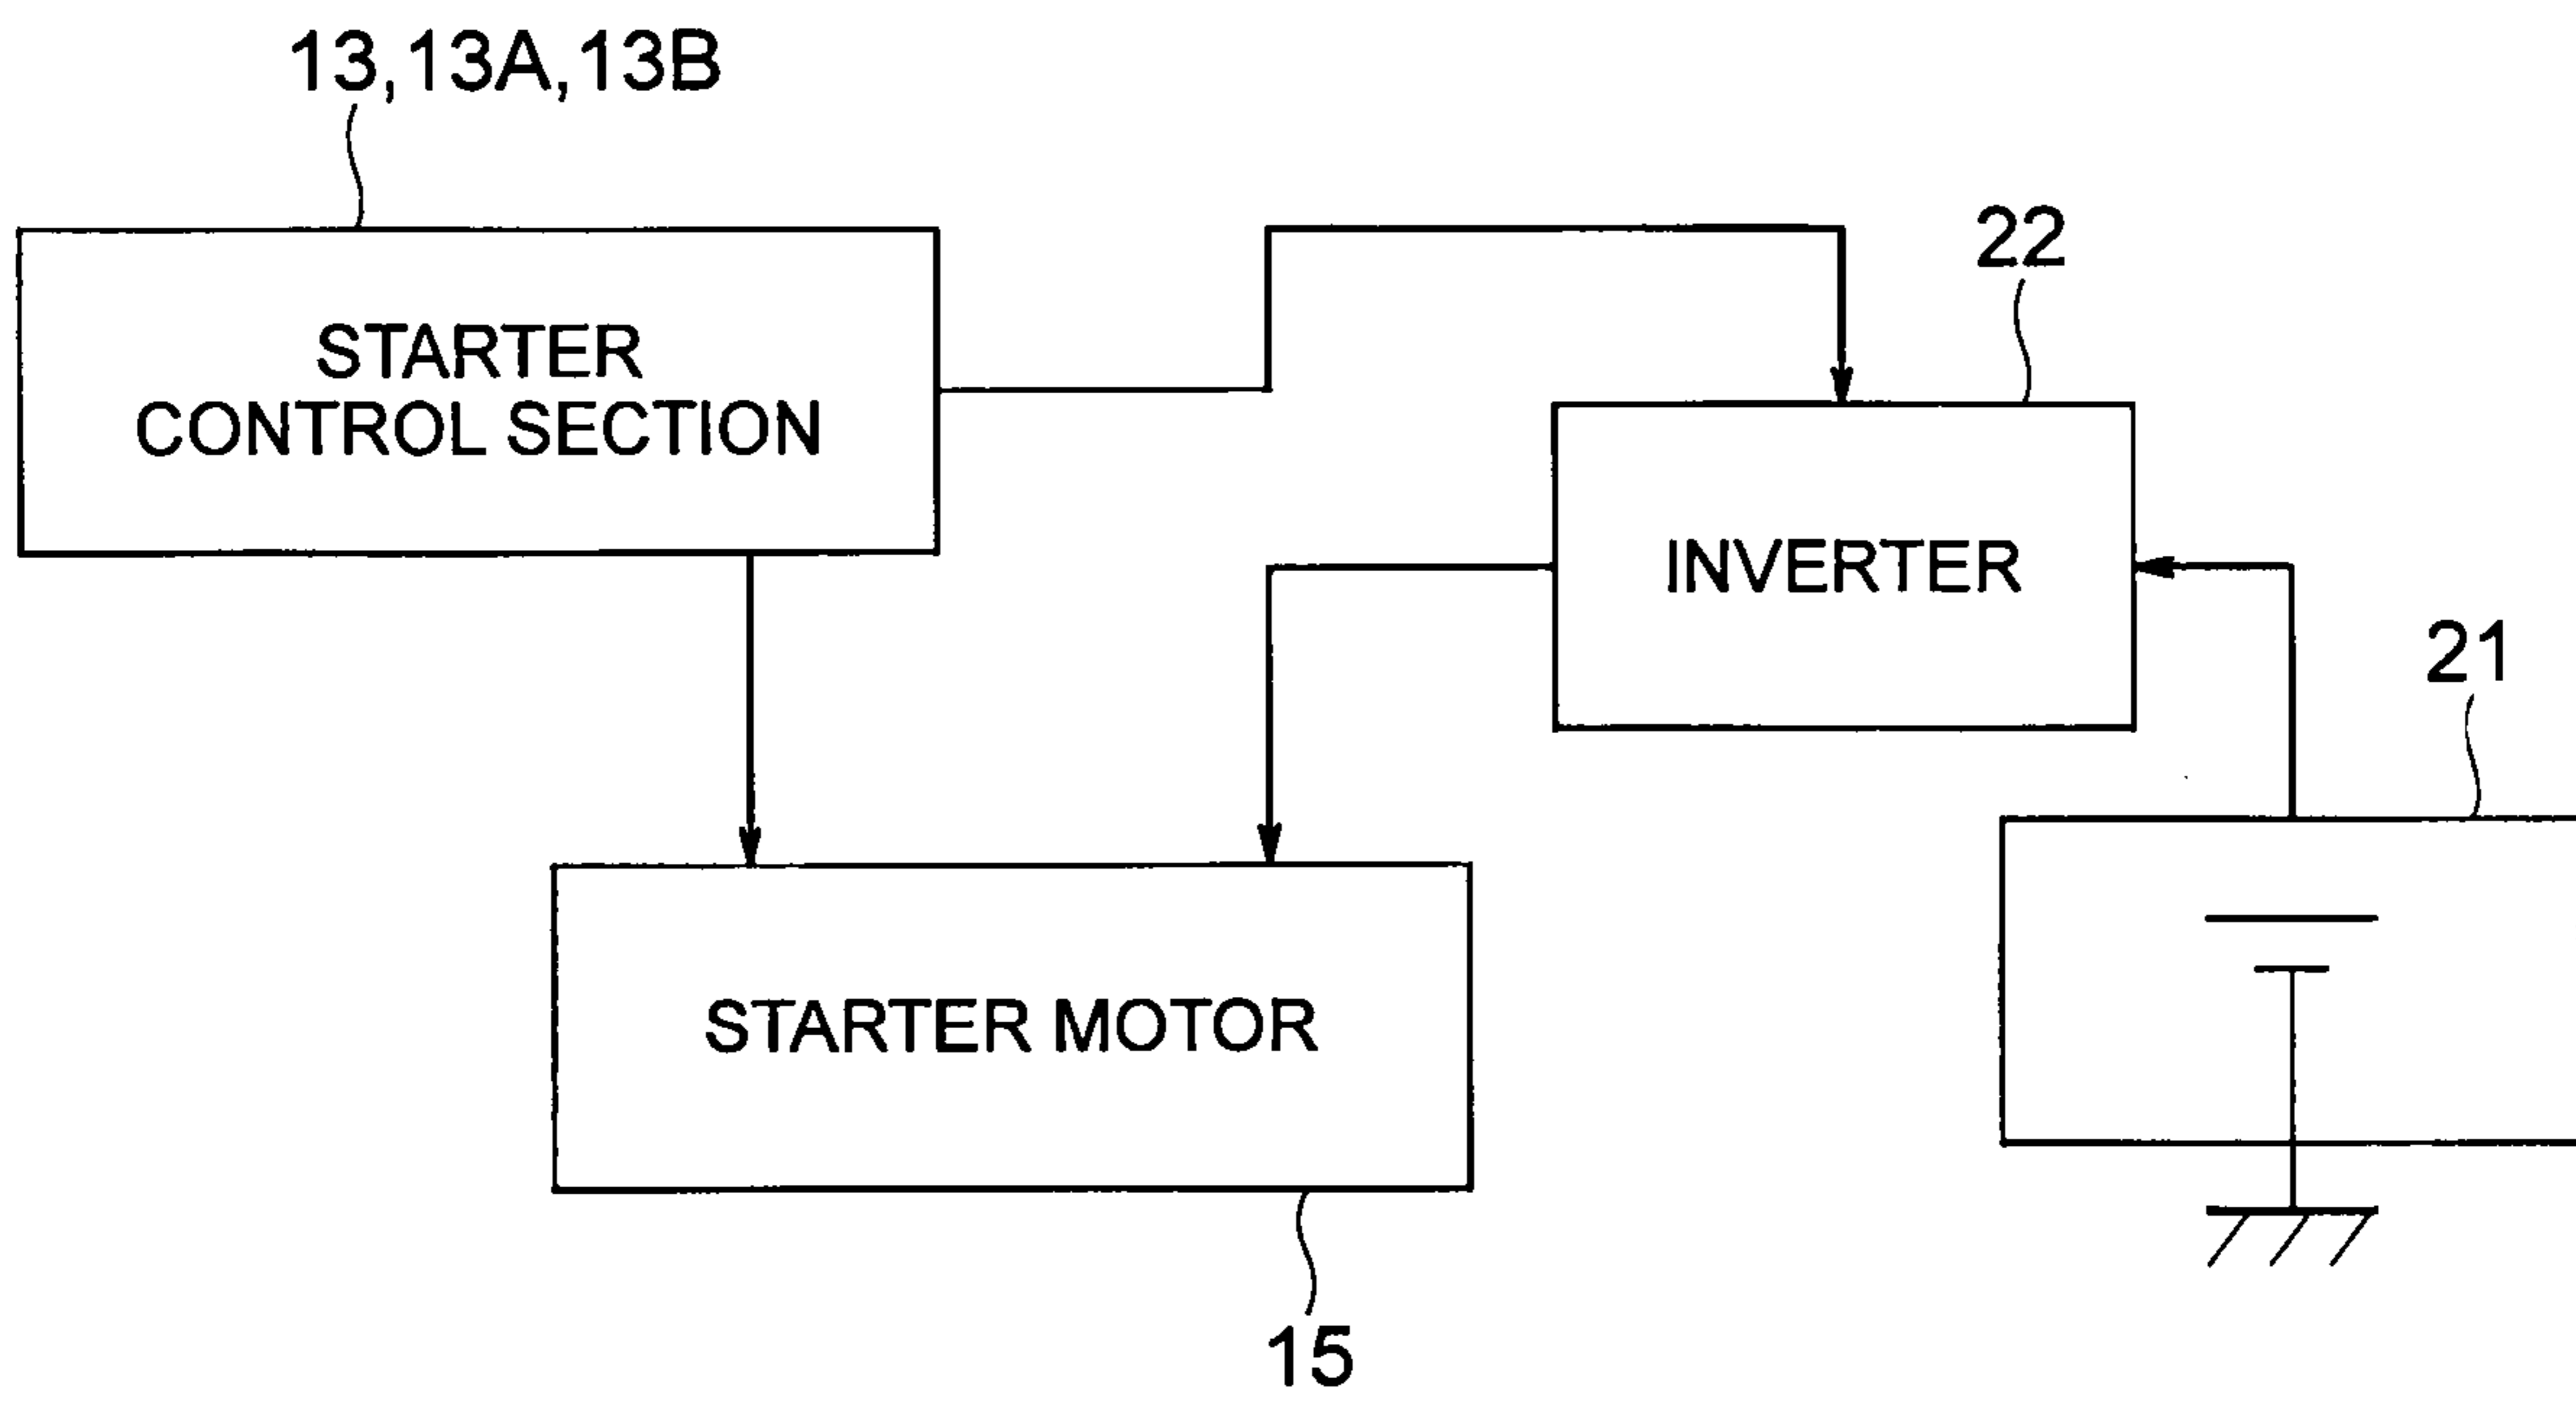 13,13A,13B
STARTER
CONTROL SECTION
22
INVERTER
21
STARTER MOTOR
15